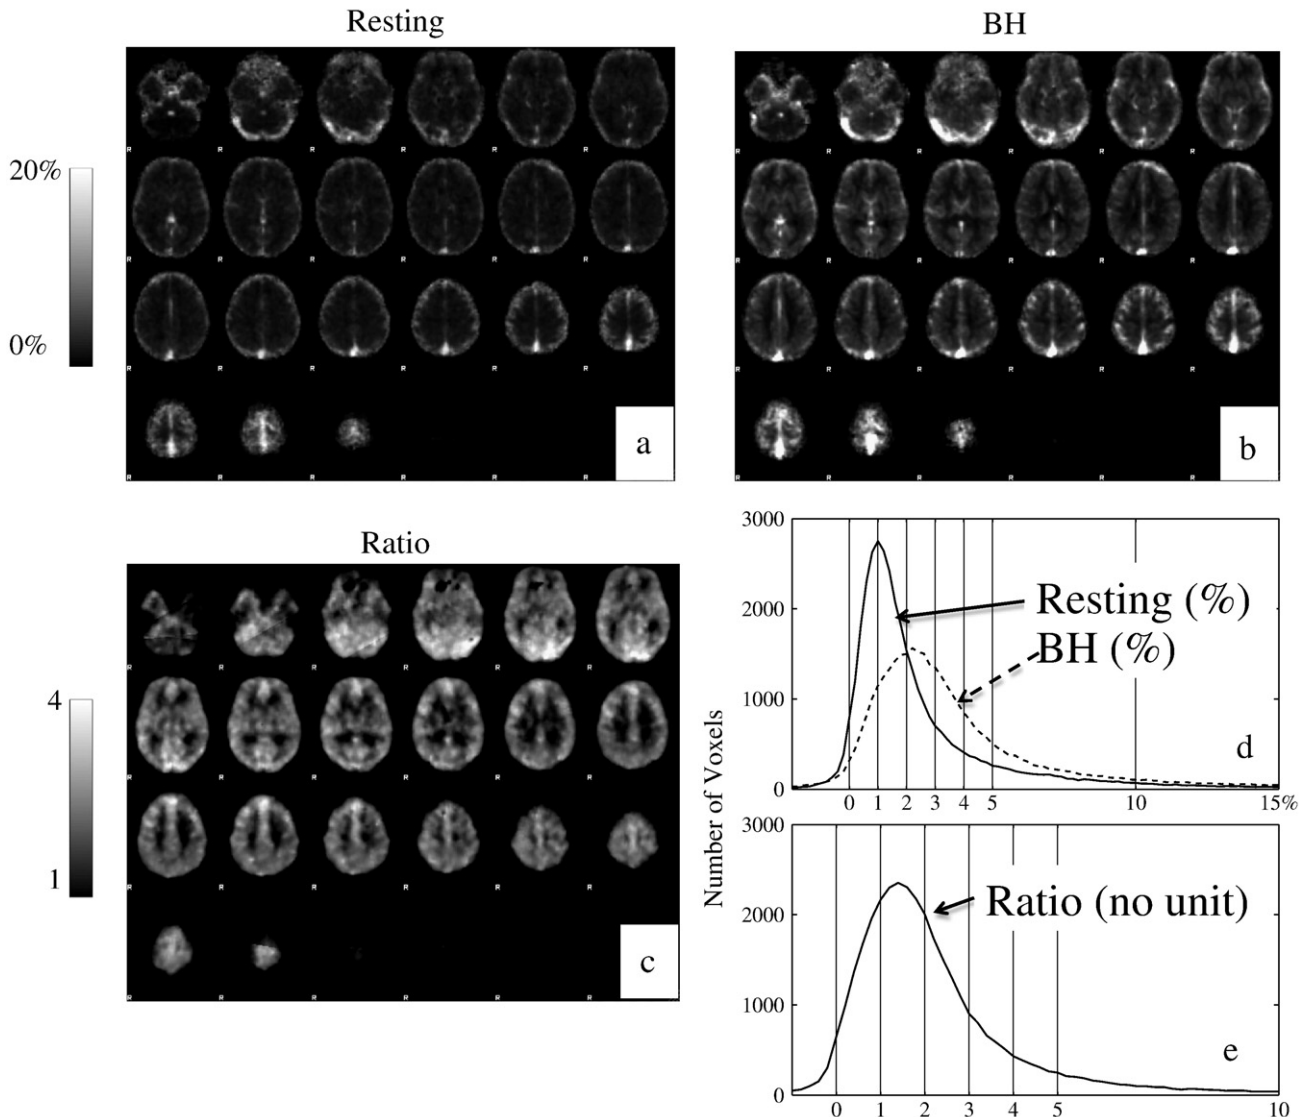 Resting
BH
20%
0%
R R R R R R
R R R R R R
R R R R R R
R R R R R R
a
R R R R R R
R R R R R R
R R R R R R
R R R R R R
b
Ratio
4
1
R R R R R R
R R R R R R
R R R R R R
R R R R R R
c
3000
2000
1000
0
Resting (%)
BH (%)
d
0 1 2 3 4 5 10 15%
Number of Voxels
3000
2000
1000
0
Ratio (no unit)
e
0 1 2 3 4 5 10